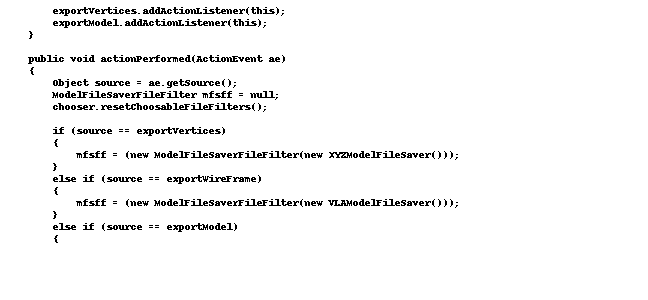 exportVertices.addActionListener(this);
exportModel.addActionListener(this);
}
public void actionPerformed(ActionEvent ae)
{
Object source = ae.getSource();
ModelFileSaverFileFilter mfsff = null;
chooser.resetChoosableFileFilters();
if (source == exportVertices)
{
mfsff = (new ModelFileSaverFileFilter(new XYZModelFileSaver()));
}
else if (source == exportWireFrame)
{
mfsff = (new ModelFileSaverFileFilter(new VLAModelFileSaver()));
}
else if (source == exportModel)
{